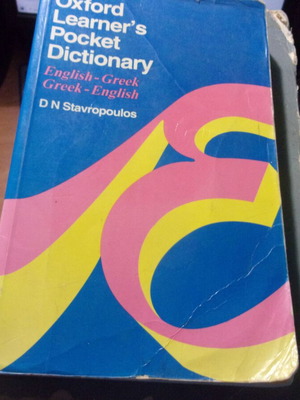 Oxford
Learner's
Pocket
Dictionary
English-Greek
Greek-English
D N Stavropoulos